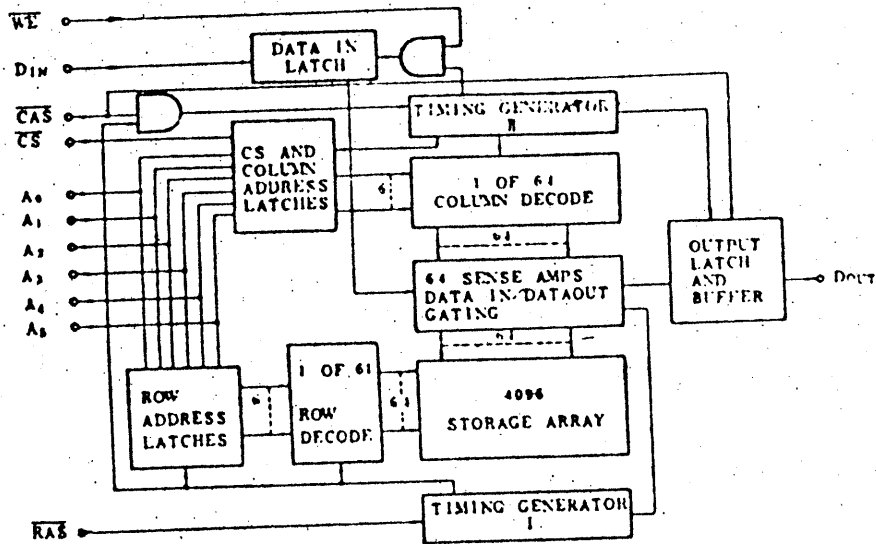 WE
DIN
DATA IN
LATCH
CAS
CS
TIMING GENERATOR
II
CS AND
COLUMN
ADDRESS
LATCHES
6
1 OF 64
COLUMN DECODE
A0
A1
A2
A3
A4
A5
64
64 SENSE AMPS
DATA IN/DATAOUT
GATING
OUTPUT
LATCH
AND
BUFFER
DOUT
64
ROW
ADDRESS
LATCHES
6
1 OF 64
ROW
DECODE
64
4096
STORAGE ARRAY
RAS
TIMING GENERATOR
I